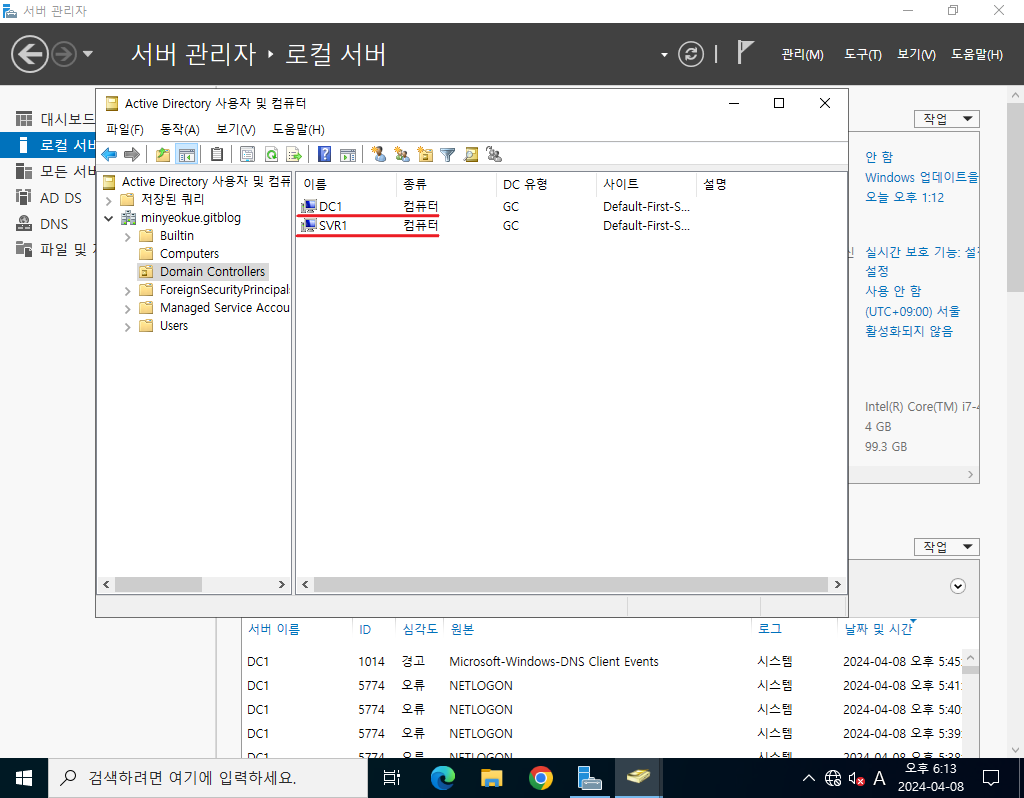 서버 관리자
서버 관리자 ‣ 로컬 서버
관리(M) 도구(T) 보기(V) 도움말(H)
대시보드
로컬 서버
모든 서버
AD DS
DNS
파일 및
Active Directory 사용자 및 컴퓨터
파일(F) 동작(A) 보기(V) 도움말(H)
Active Directory 사용자 및 컴퓨
저장된 쿼리
minyeokue.gitblog
Builtin
Computers
Domain Controllers
ForeignSecurityPrincipal
Managed Service Accou
Users
이름 종류 DC 유형 사이트 설명
DC1 컴퓨터 GC Default-First-S...
SVR1 컴퓨터 GC Default-First-S...
작업
안 함
Windows 업데이트을
오늘 오후 1:12
실시간 보호 기능: 설정
설정
사용 안 함
(UTC+09:00) 서울
활성화되지 않음
Intel(R) Core(TM) i7-4
4 GB
99.3 GB
작업
서버 이름 ID 심각도 원본 로그 날짜 및 시간
DC1 1014 경고 Microsoft-Windows-DNS Client Events 시스템 2024-04-08 오후 5:45:
DC1 5774 오류 NETLOGON 시스템 2024-04-08 오후 5:41:
DC1 5774 오류 NETLOGON 시스템 2024-04-08 오후 5:40:
DC1 5774 오류 NETLOGON 시스템 2024-04-08 오후 5:39:
DC1 5774 오류 NETLOGON 시스템 2024-04-08 오후 5:38:
검색하려면 여기에 입력하세요.
A
오후 6:13
2024-04-08